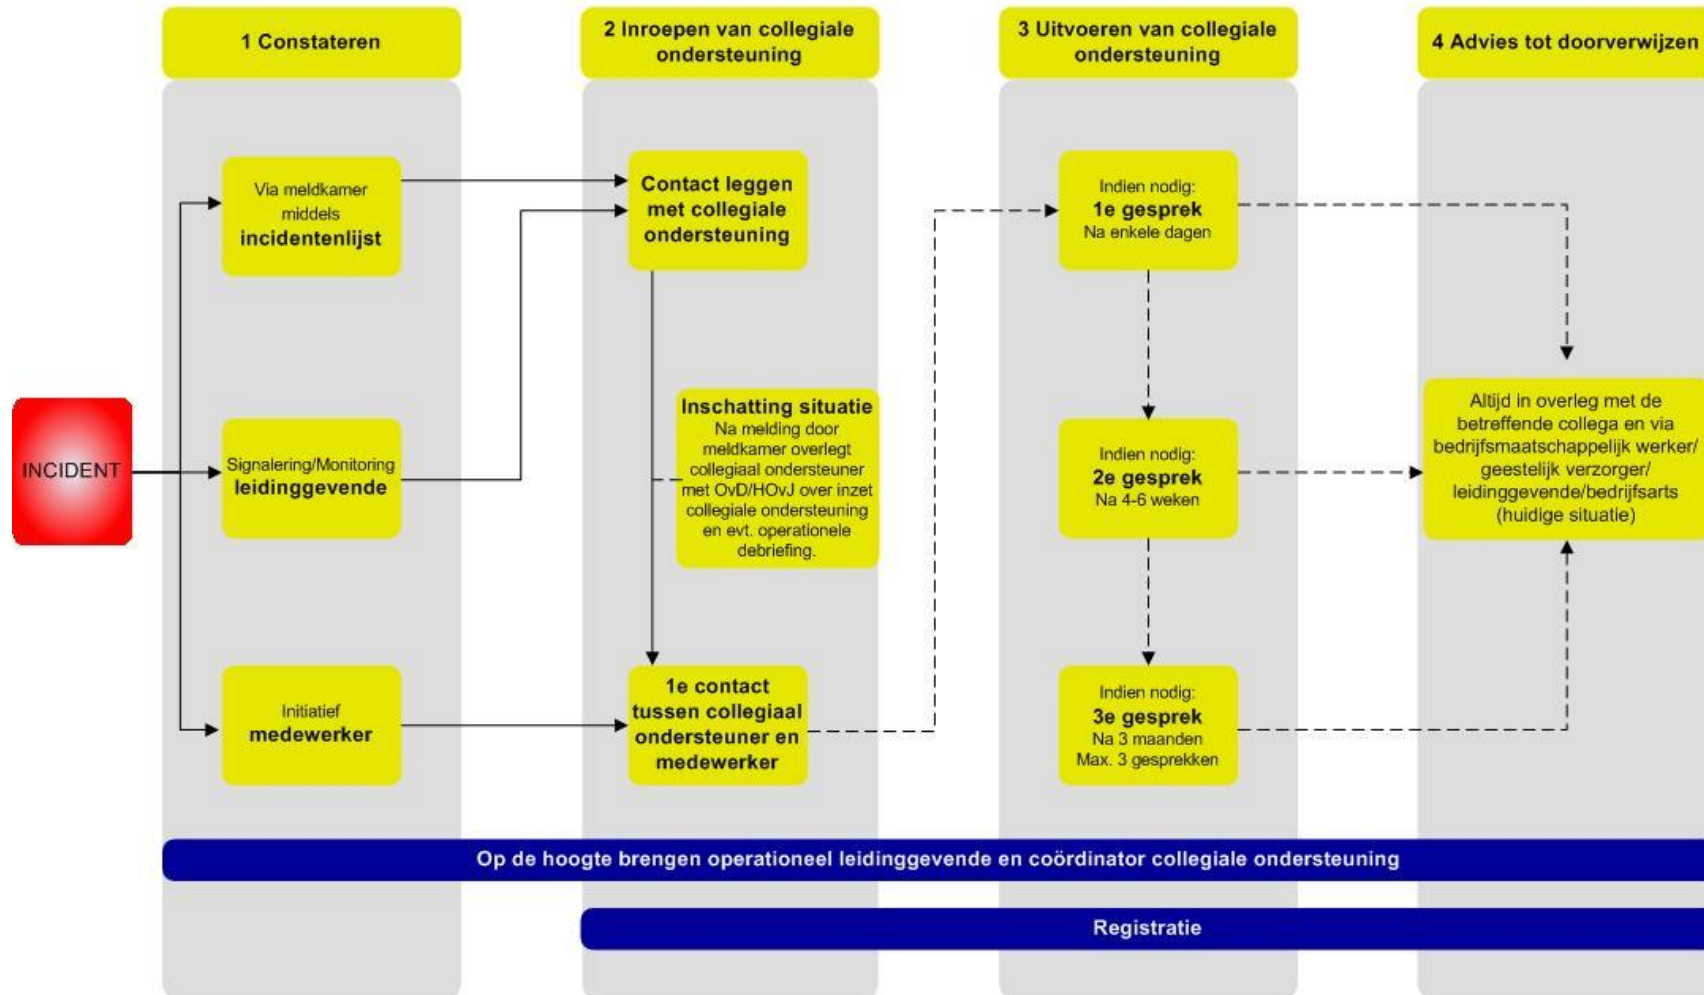 1 Constateren
2 Inroepen van collegiale
ondersteuning
3 Uitvoeren van collegiale
ondersteuning
4 Advies tot doorverwijzen
INCIDENT
Via meldkamer
middels
incidentenlijst
Signalering/Monitoring
leidinggevende
Initiatief
medewerker
Contact leggen
met collegiale
ondersteuning
Inschatting situatie
Na melding door
meldkamer overlegt
collegiaal ondersteuner
met OvD/HOvJ over inzet
collegiale ondersteuning
en evt. operationele
debriefing.
1e contact
tussen collegiaal
ondersteuner en
medewerker
Indien nodig:
1e gesprek
Na enkele dagen
Indien nodig:
2e gesprek
Na 4-6 weken
Indien nodig:
3e gesprek
Na 3 maanden
Max. 3 gesprekken
Altijd in overleg met de
betreffende collega en via
bedrijfsmaatschappelijk werker/
geestelijk verzorger/
leidinggevende/bedrijfsarts
(huidige situatie)
Op de hoogte brengen operationeel leidinggevende en coördinator collegiale ondersteuning
Registratie